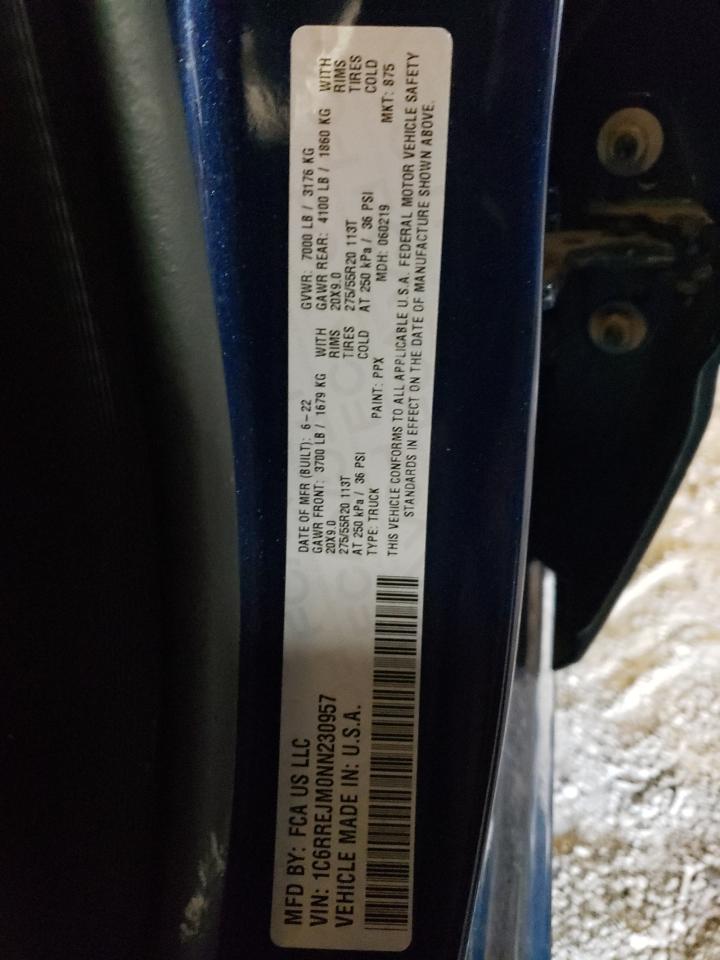 MFD BY: FCA US LLC
VIN: 1C6RREJM0NN230957
VEHICLE MADE IN: U.S.A.
DATE OF MFR (BUILT): 6-22 GVWR: 7000 LB / 3176 KG
GAWR FRONT: 3700 LB / 1679 KG WITH GAWR REAR: 4100 LB / 1860 KG WITH
20X9.0 RIMS 20X9.0 RIMS
275/55R20 113T TIRES 275/55R20 113T TIRES
AT 250 kPa / 36 PSI COLD AT 250 kPa / 36 PSI COLD
TYPE: TRUCK PAINT: PPX MDH: 060219 MKT: 875
THIS VEHICLE CONFORMS TO ALL APPLICABLE U.S.A. FEDERAL MOTOR VEHICLE SAFETY
STANDARDS IN EFFECT ON THE DATE OF MANUFACTURE SHOWN ABOVE.